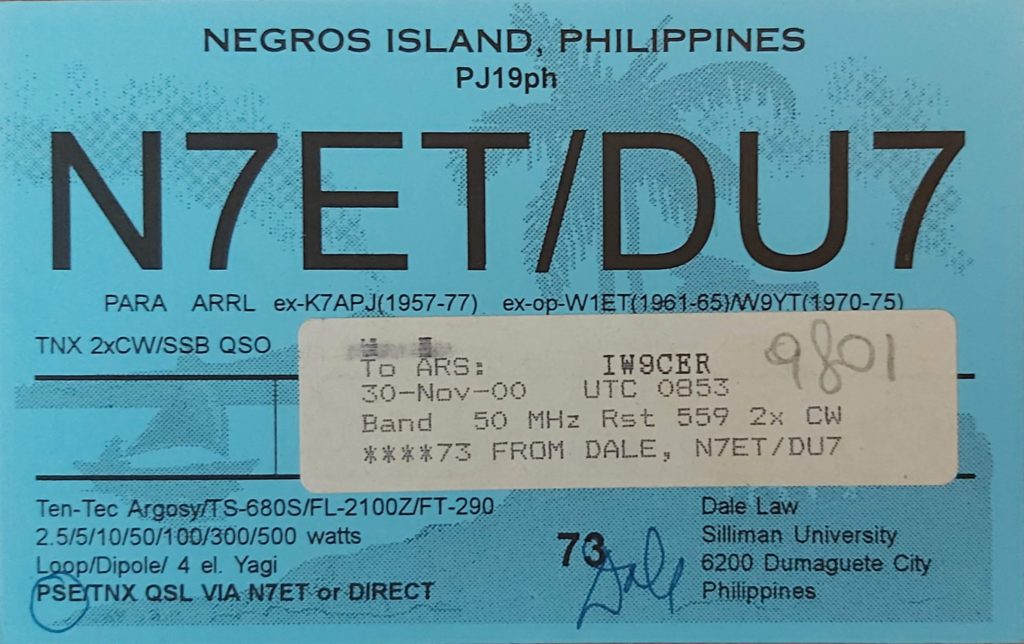 NEGROS ISLAND, PHILIPPINES
PJ19ph
N7ET/DU7
PARA ARRL ex-K7APJ(1957-77) ex-op-W1ET(1961-65)/W9YT(1970-75)
TNX 2xCW/SSB QSO
To ARS: IW9CER
9801
30-Nov-00 UTC 0853
Band 50 MHz Rst 559 2x CW
****73 FROM DALE, N7ET/DU7
Ten-Tec Argosy/TS-680S/FL-2100Z/FT-290
2.5/5/10/50/100/300/500 watts
Loop/Dipole/ 4 el. Yagi
PSE/TNX QSL VIA N7ET or DIRECT
73
Dale
Dale Law
Silliman University
6200 Dumaguete City
Philippines